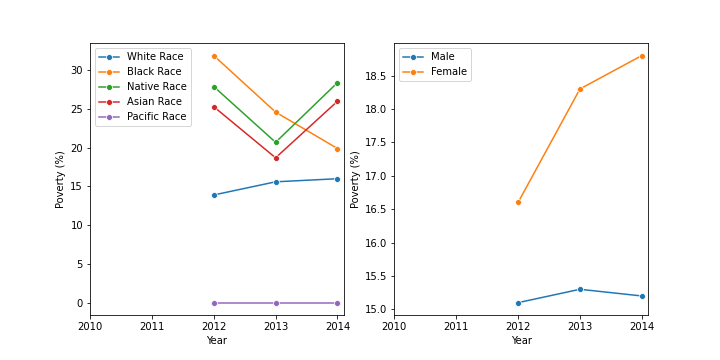 White Race
Black Race
Native Race
Asian Race
Pacific Race
30
25
20
15
10
5
0
Poverty (%)
2010 2011 2012 2013 2014
Year
Male
Female
18.5
18.0
17.5
17.0
16.5
16.0
15.5
15.0
Poverty (%)
2010 2011 2012 2013 2014
Year